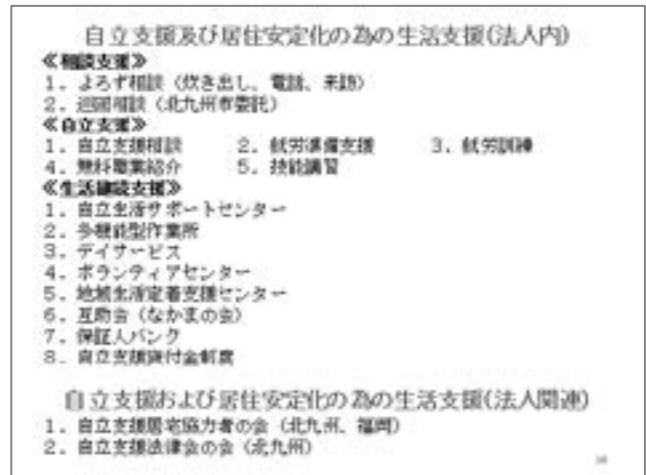 自立支援及び居住安定化の為の生活支援(法人内)
《相談支援》
1. よろず相談（炊き出し、電話、来訪）
2. 巡回相談（北九州市委託）
《自立支援》
1. 自立支援相談　2. 就労準備支援　3. 就労訓練
4. 無料職業紹介　5. 技能講習
《生活継続支援》
1. 自立生活サポートセンター
2. 多機能型作業所
3. デイサービス
4. ボランティアセンター
5. 地域生活定着支援センター
6. 互助会（なかまの会）
7. 保証人バンク
8. 自立支援貸付金制度
自立支援および居住安定化の為の生活支援(法人関連)
1. 自立支援居宅協力者の会（北九州、福岡）
2. 自立支援法律会の会（北九州）